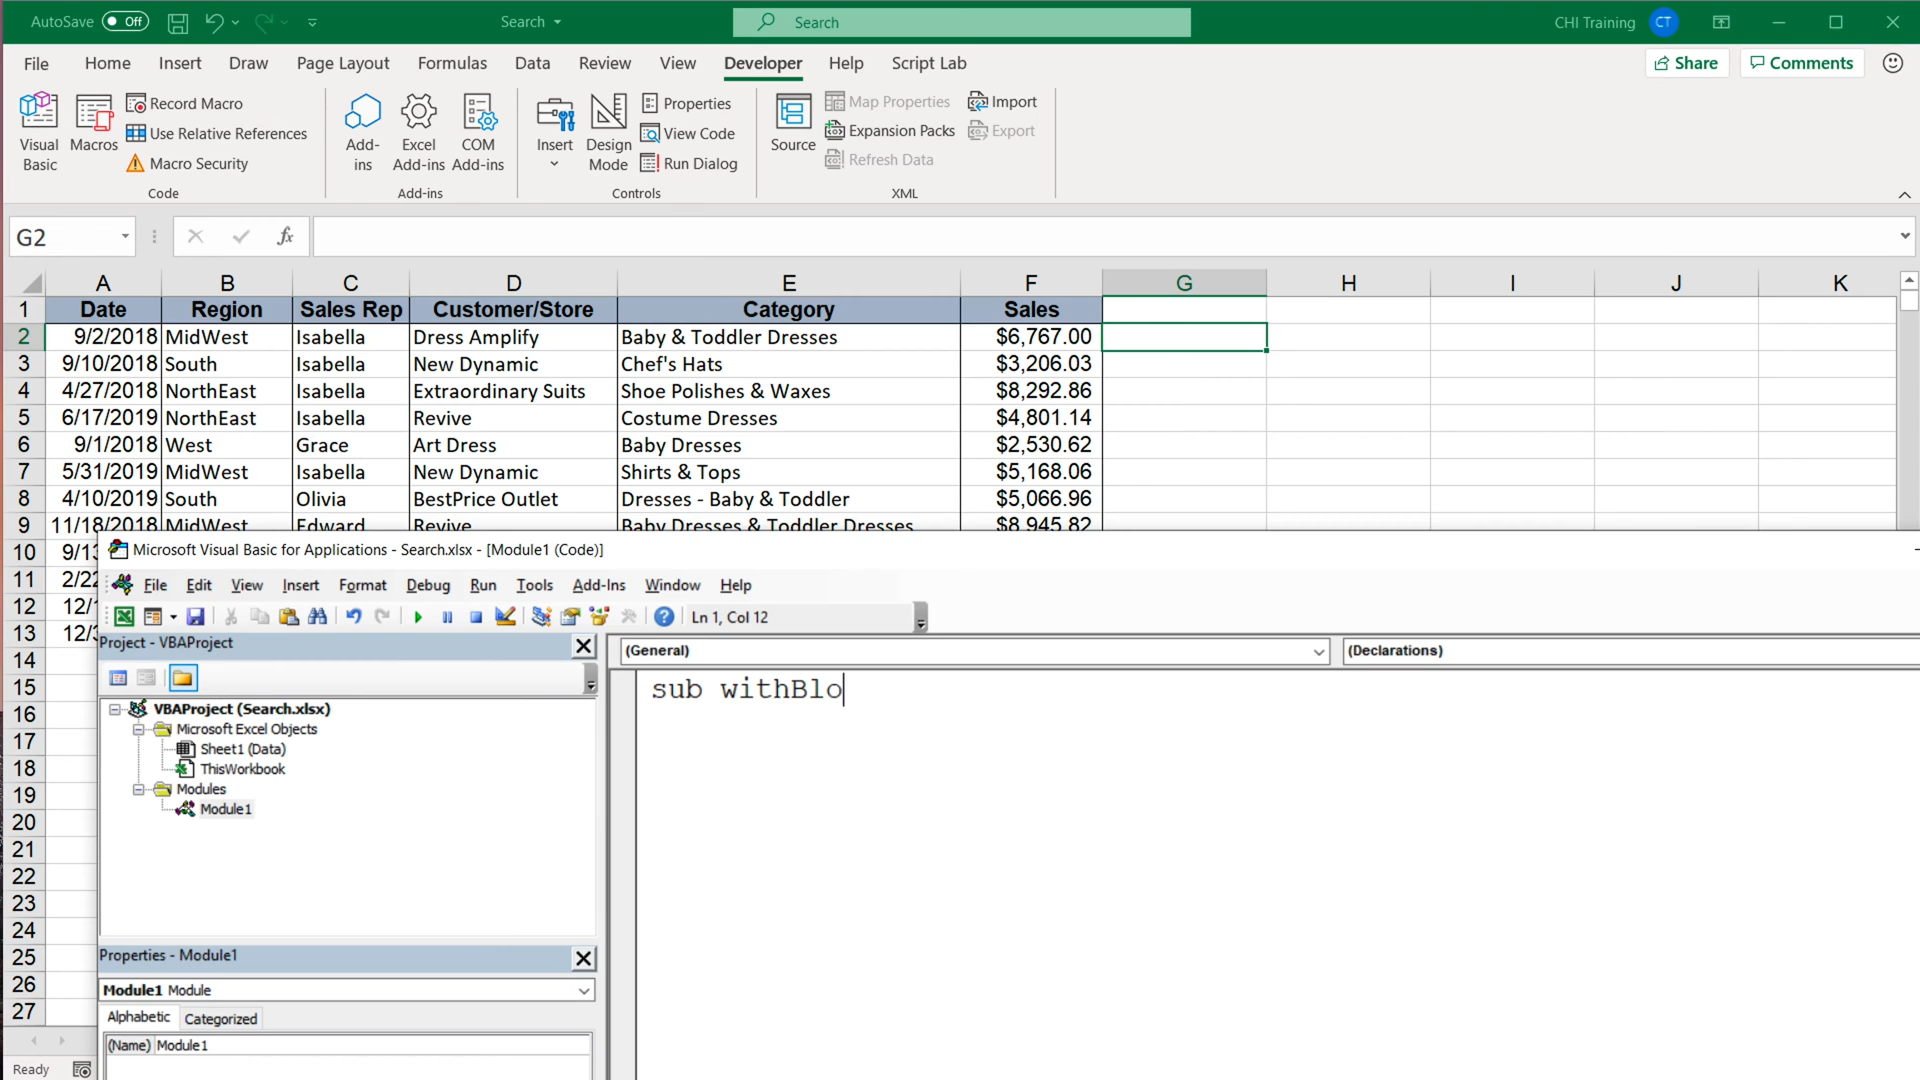 AutoSave Off Search Search CHI Training CT
File Home Insert Draw Page Layout Formulas Data Review View Developer Help Script Lab Share Comments
Visual Basic
Macros
Record Macro
Use Relative References
Macro Security
Code
Add-ins
Excel Add-ins
COM Add-ins
Add-ins
Insert
Design Mode
Properties
View Code
Run Dialog
Controls
Source
Map Properties
Expansion Packs
Refresh Data
Import
Export
XML
G2 fx
A B C D E F G H I J K
1 Date Region Sales Rep Customer/Store Category Sales
2 9/2/2018 MidWest Isabella Dress Amplify Baby & Toddler Dresses $6,767.00
3 9/10/2018 South Isabella New Dynamic Chef's Hats $3,206.03
4 4/27/2018 NorthEast Isabella Extraordinary Suits Shoe Polishes & Waxes $8,292.86
5 6/17/2019 NorthEast Isabella Revive Costume Dresses $4,801.14
6 9/1/2018 West Grace Art Dress Baby Dresses $2,530.62
7 5/31/2019 MidWest Isabella New Dynamic Shirts & Tops $5,168.06
8 4/10/2019 South Olivia BestPrice Outlet Dresses - Baby & Toddler $5,066.96
9 11/18/2018 MidWest Edward Revive Baby Dresses & Toddler Dresses $8,945.82
10 9/13
11 2/22
12 12/1
13 12/3
14
15
16
17
18
19
20
21
22
23
24
25
26
27
Microsoft Visual Basic for Applications - Search.xlsx - [Module1 (Code)]
File Edit View Insert Format Debug Run Tools Add-Ins Window Help
Ln 1, Col 12
Project - VBAProject
VBAProject (Search.xlsx)
Microsoft Excel Objects
Sheet1 (Data)
ThisWorkbook
Modules
Module1
Properties - Module1
Module1 Module
Alphabetic Categorized
(Name) Module1
(General) (Declarations)
sub withBlo
Ready